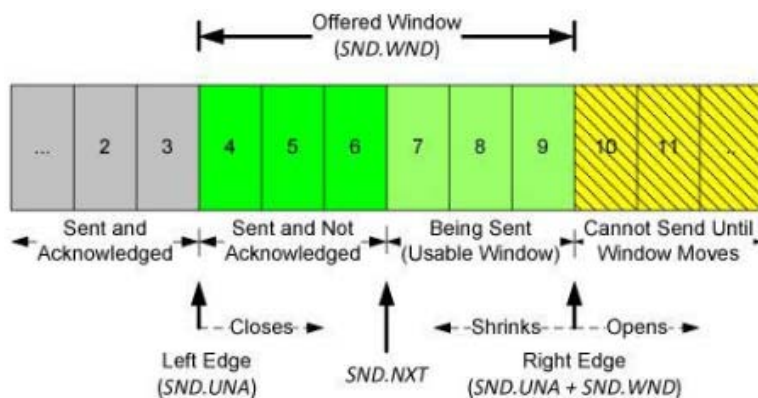 Offered Window
(SND.WND)
... 2 3 4 5 6 7 8 9 10 11 ..
Sent and
Acknowledged
Sent and Not
Acknowledged
Being Sent
(Usable Window)
Cannot Send Until
Window Moves
Closes
Shrinks
Opens
Left Edge
(SND.UNA)
SND.NXT
Right Edge
(SND.UNA + SND.WND)